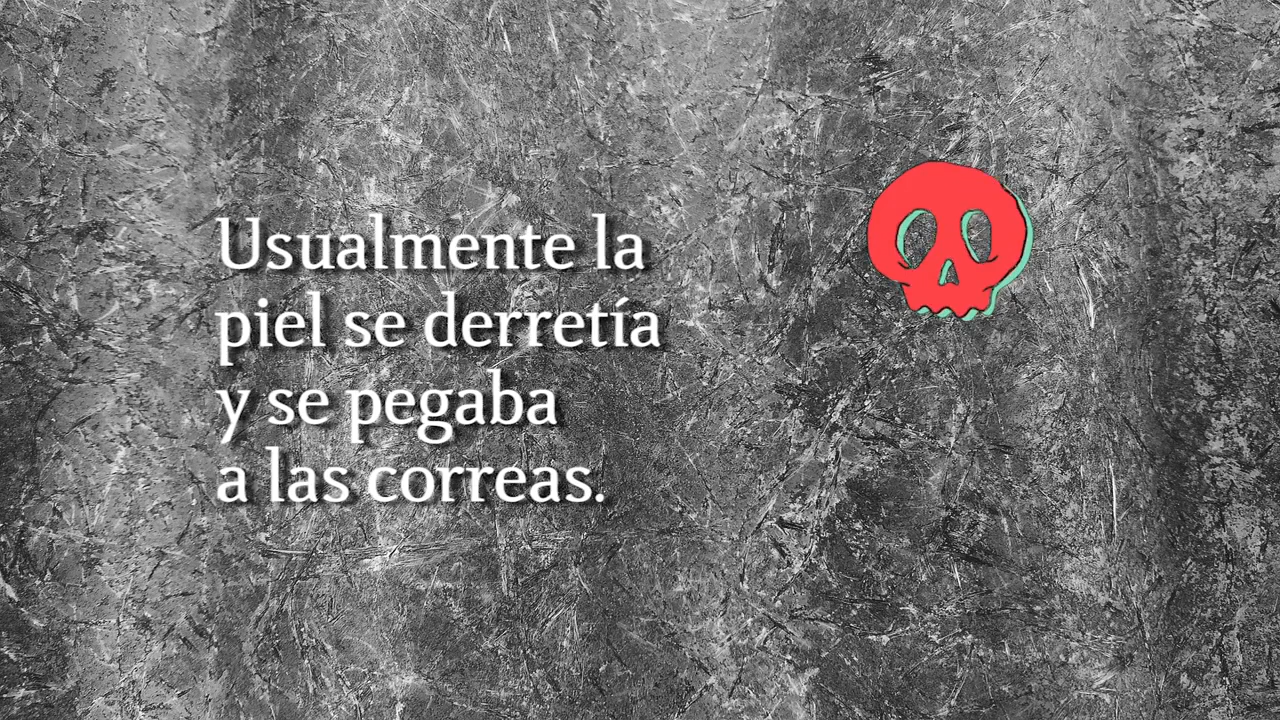 Usualmente la
piel se derretía
y se pegaba
a las correas.